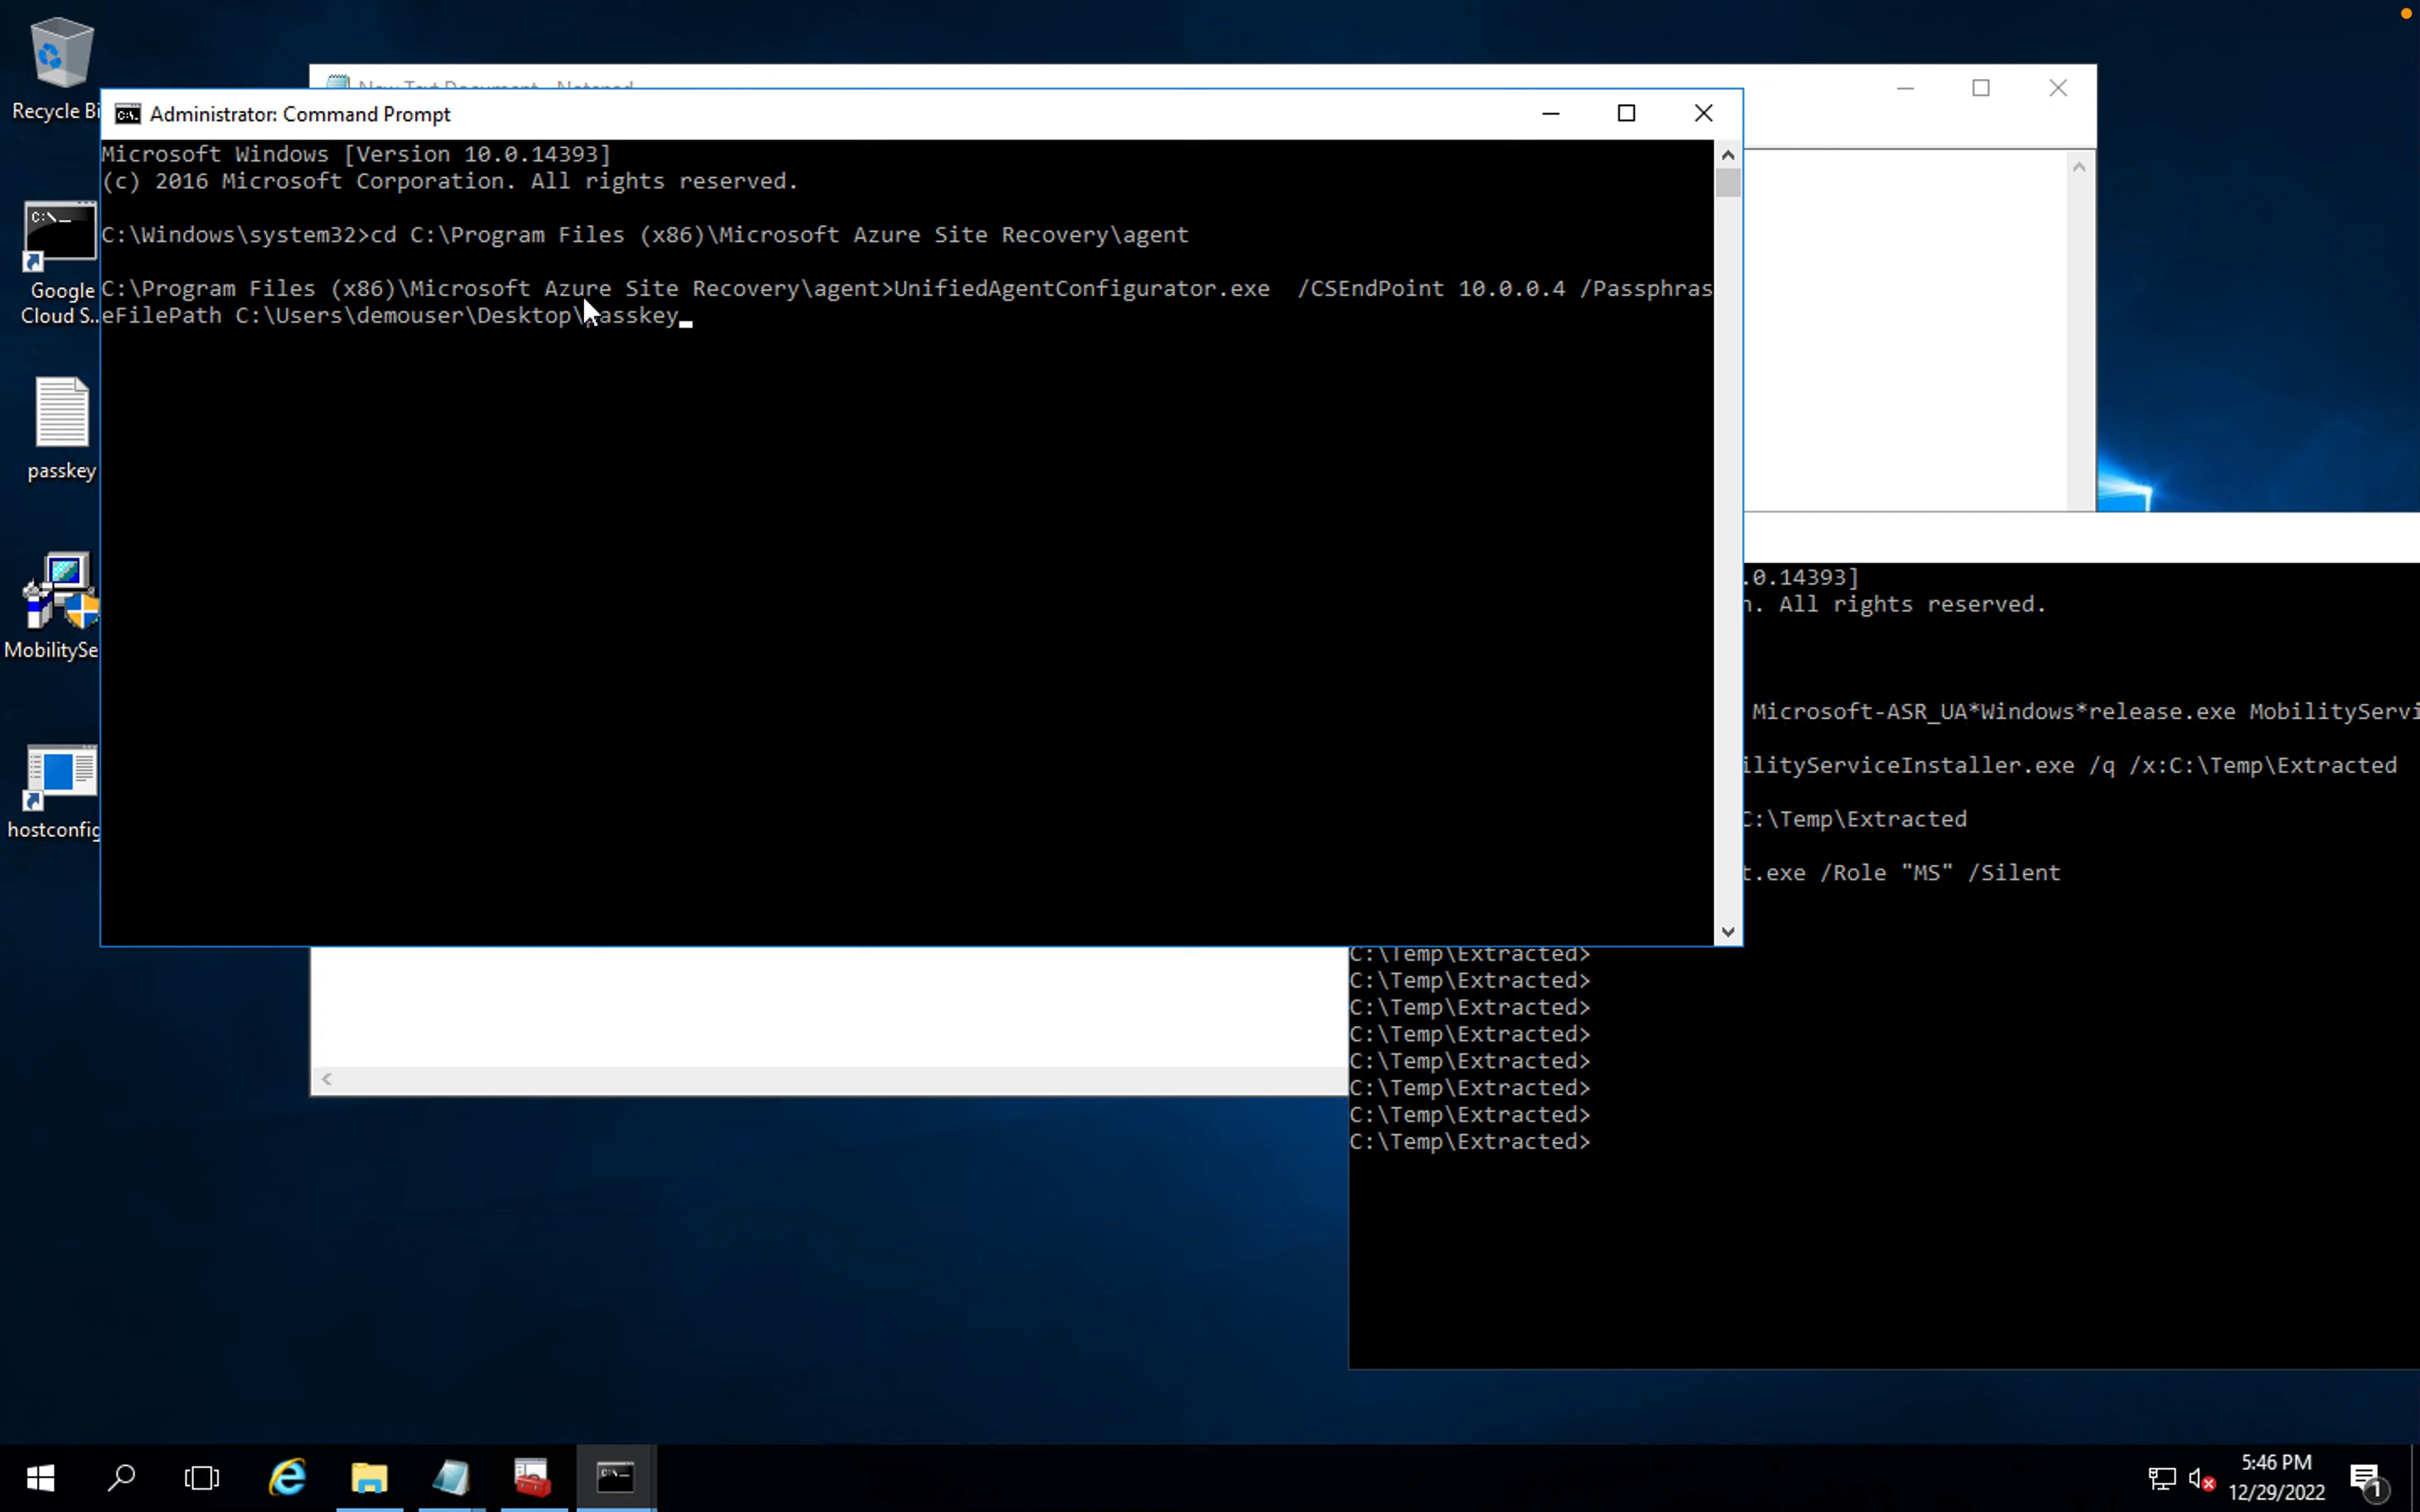 Recycle Bi
New Text Document - Notepad
Administrator: Command Prompt
Microsoft Windows [Version 10.0.14393]
(c) 2016 Microsoft Corporation. All rights reserved.
C:\Windows\system32>cd C:\Program Files (x86)\Microsoft Azure Site Recovery\agent
C:\Program Files (x86)\Microsoft Azure Site Recovery\agent>UnifiedAgentConfigurator.exe  /CSEndPoint 10.0.0.4 /Passphras
eFilePath C:\Users\demouser\Desktop\passkey
Google
Cloud S...
passkey
MobilitySe
hostconfig
.0.14393]
n. All rights reserved.
Microsoft-ASR_UA*Windows*release.exe MobilityServi
ilityServiceInstaller.exe /q /x:C:\Temp\Extracted
C:\Temp\Extracted
t.exe /Role "MS" /Silent
C:\Temp\Extracted>
C:\Temp\Extracted>
C:\Temp\Extracted>
C:\Temp\Extracted>
C:\Temp\Extracted>
C:\Temp\Extracted>
C:\Temp\Extracted>
C:\Temp\Extracted>
5:46 PM
12/29/2022
1